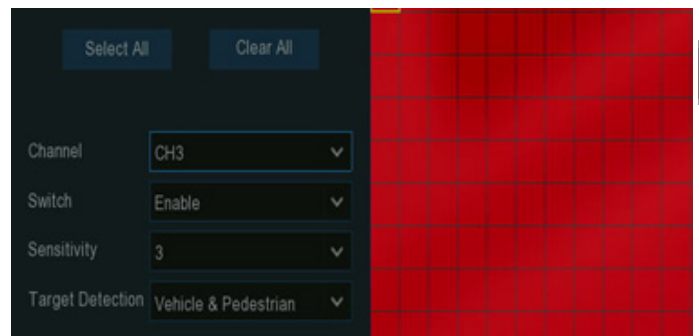 Select All Clear All
Channel CH3
Switch Enable
Sensitivity 3
Target Detection Vehicle & Pedestrian